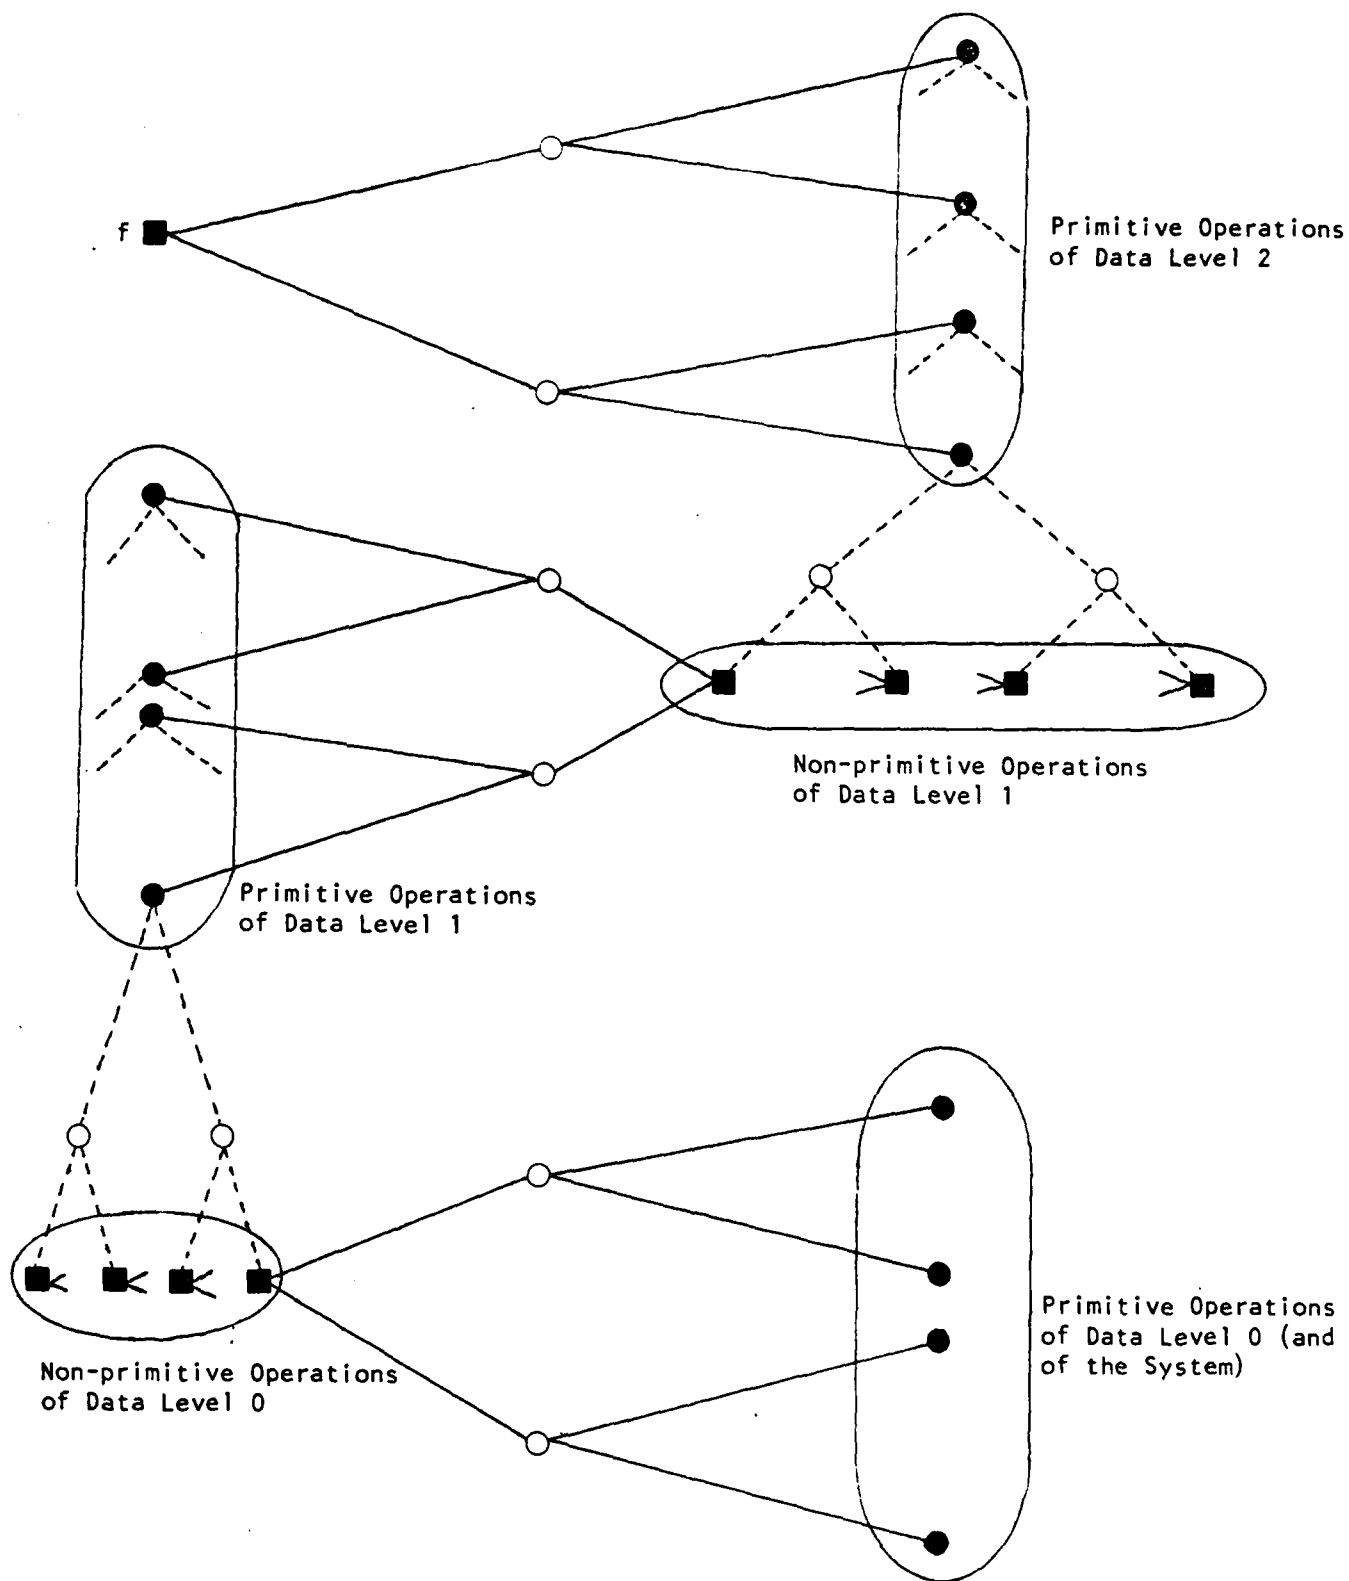 f
Primitive Operations
of Data Level 2
Non-primitive Operations
of Data Level 1
Primitive Operations
of Data Level 1
Primitive Operations
of Data Level 0 (and
of the System)
Non-primitive Operations
of Data Level 0